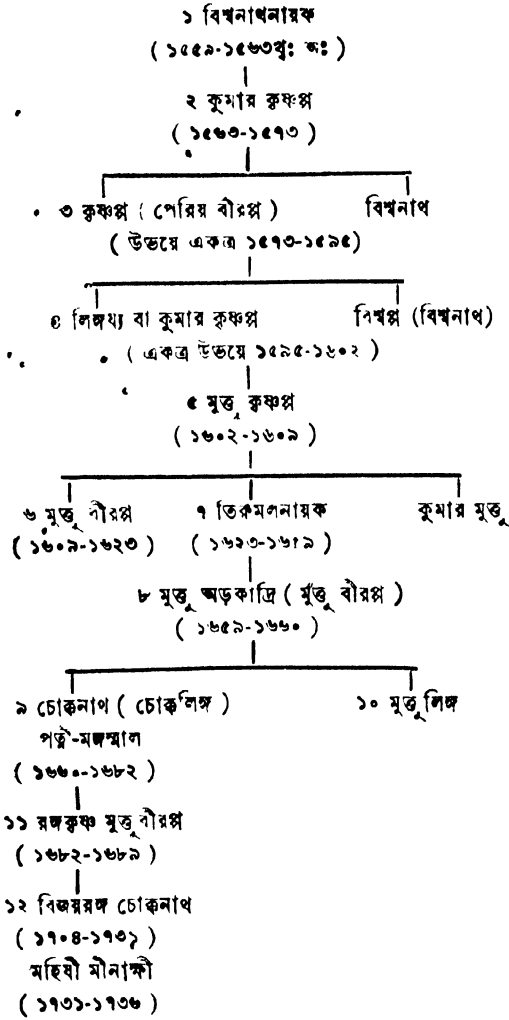 ১ বিশ্বনাথনায়ক
( ১৫৫৯-১৫৬৩খৃঃ অঃ )
২ কুমার কৃষ্ণপ্প
( ১৫৬৩-১৫৭৩ )
৩ কৃষ্ণপ্প ( পেরিয় বীরপ্প ) বিশ্বনাথ
( উভয়ে একত্র ১৫৭৩-১৫৯৫)
৪ লিঙ্গয্য বা কুমার কৃষ্ণপ্প বিশ্বপ্প (বিশ্বনাথ)
( একত্র উভয়ে ১৫৯৫-১৬০২ )
৫ মুত্তু কৃষ্ণপ্প
( ১৬০২-১৬০৯ )
৬ মুত্তু বীরপ্প ৭ তিরুমলনায়ক কুমার মুত্তু
( ১৬০৯-১৬২৩ ) ( ১৬২৩-১৬৫৯ )
৮ মুত্তু অড়কাদ্রি ( মুত্তু বীরপ্প )
( ১৬৫৯-১৬৬০ )
৯ চোক্কনাথ ( চোক্কলিঙ্গ ) ১০ মুত্তুলিঙ্গ
পত্নী-মঙ্গম্মাল
( ১৬৬০-১৬৮২ )
১১ রঙ্গকৃষ্ণ মুত্তু বীরপ্প
( ১৬৮২-১৬৮৯ )
১২ বিজয়রঙ্গ চোক্কনাথ
( ১৭০৪-১৭৩১ )
মহিষী মীনাক্ষী
( ১৭৩১-১৭৩৬ )